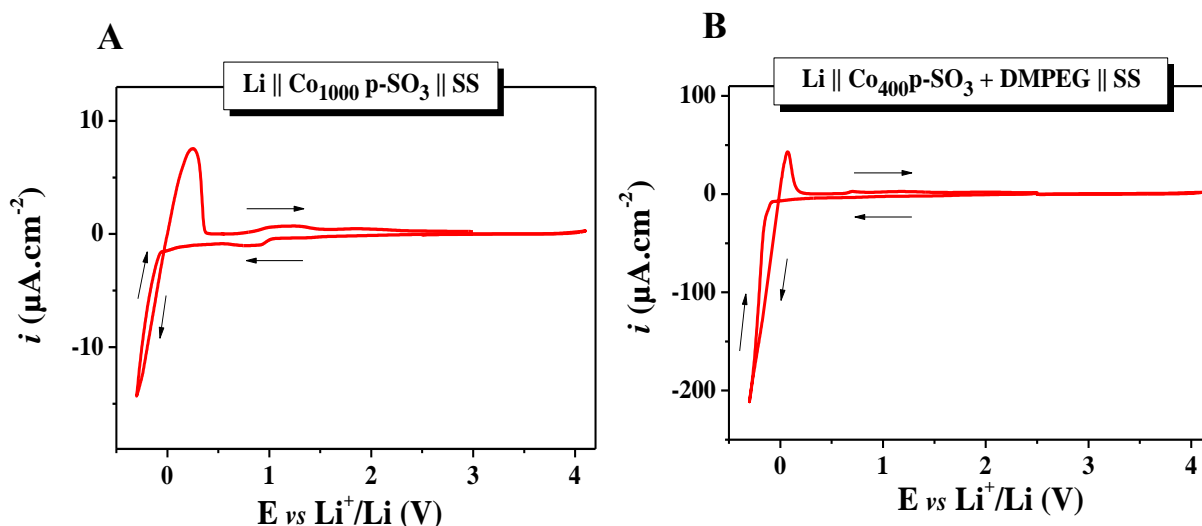 A
Li || Co₁₀₀₀ p-SO₃ || SS
10
0
-10
i (μA.cm⁻²)
0 1 2 3 4
E vs Li⁺/Li (V)
B
Li || Co₄₀₀p-SO₃ + DMPEG || SS
100
0
-100
-200
i (μA.cm⁻²)
0 1 2 3 4
E vs Li⁺/Li (V)